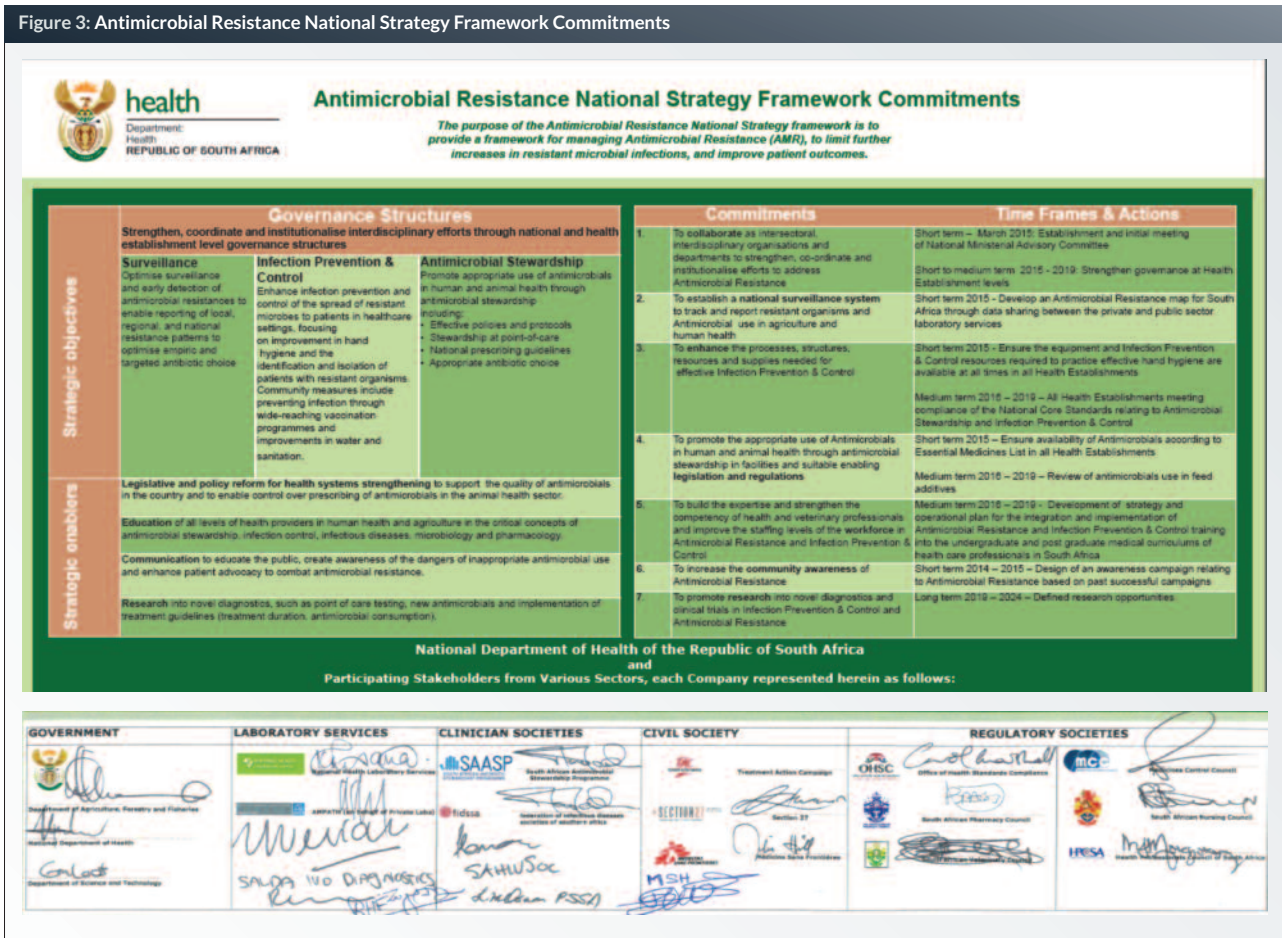 Figure 3: Antimicrobial Resistance National Strategy Framework Commitments
health
Department:
Health
REPUBLIC OF SOUTH AFRICA
Antimicrobial Resistance National Strategy Framework Commitments
The purpose of the Antimicrobial Resistance National Strategy framework is to
provide a framework for managing Antimicrobial Resistance (AMR), to limit further
increases in resistant microbial infections, and improve patient outcomes.
Strategic objectives
Governance Structures
Strengthen, coordinate and institutionalise interdisciplinary efforts through national and health
establishment level governance structures
Surveillance
Optimise surveillance
and early detection of
antimicrobial resistances to
enable reporting of local,
regional, and national
resistance patterns to
optimise empiric and
targeted antibiotic choice
Infection Prevention &
Control
Enhance infection prevention and
control of the spread of resistant
microbes to patients in healthcare
settings, focusing
on improvement in hand
hygiene and the
identification and isolation of
patients with resistant organisms
Community measures include
preventing infection through
wide-reaching vaccination
programmes and
improvements in water and
sanitation.
Antimicrobial Stewardship
Promote appropriate use of antimicrobials
in human and animal health through
antimicrobial stewardship
including:
• Effective policies and protocols
• Stewardship at point-of-care
• National prescribing guidelines
• Appropriate antibiotic choice
Strategic enablers
Legislative and policy reform for health systems strengthening to support the quality of antimicrobials
in the country and to enable control over prescribing of antimicrobials in the animal health sector.
Education of all levels of health providers in human health and agriculture in the critical concepts of
antimicrobial stewardship, infection control, infectious diseases, microbiology and pharmacology.
Communication to educate the public, create awareness of the dangers of inappropriate antimicrobial use
and enhance patient advocacy to combat antimicrobial resistance.
Research into novel diagnostics, such as point of care testing, new antimicrobials and implementation of
treatment guidelines (treatment duration, antimicrobial consumption).
Commitments
Time Frames & Actions
1. To collaborate as intersectoral,
interdisciplinary organisations and
departments to strengthen, co-ordinate and
institutionalise efforts to address
Antimicrobial Resistance
Short term – March 2015: Establishment and initial meeting
of National Ministerial Advisory Committee
Short to medium term 2015 - 2019: Strengthen governance at Health
Establishment levels
2. To establish a national surveillance system
to track and report resistant organisms and
Antimicrobial use in agriculture and
human health
Short term 2015 - Develop an Antimicrobial Resistance map for South
Africa through data sharing between the private and public sector
laboratory services
3. To enhance the processes, structures,
resources and supplies needed for
effective Infection Prevention & Control
Short term 2015 - Ensure the equipment and Infection Prevention
& Control resources required to practice effective hand hygiene are
available at all times in all Health Establishments
Medium term 2016 – 2019 – All Health Establishments meeting
compliance of the National Core Standards relating to Antimicrobial
Stewardship and Infection Prevention & Control
4. To promote the appropriate use of Antimicrobials
in human and animal health through antimicrobial
stewardship in facilities and suitable enabling
legislation and regulations
Short term 2015 – Ensure availability of Antimicrobials according to
Essential Medicines List in all Health Establishments
Medium term 2016 – 2019 – Review of antimicrobials use in feed
additives
5. To build the expertise and strengthen the
competency of health and veterinary professionals
and improve the staffing levels of the workforce in
Antimicrobial Resistance and Infection Prevention &
Control
Medium term 2016 – 2019 - Development of strategy and
operational plan for the integration and implementation of
Antimicrobial Resistance and Infection Prevention & Control training
into the undergraduate and post graduate medical curriculums of
health care professionals in South Africa
6. To increase the community awareness of
Antimicrobial Resistance
Short term 2014 – 2015 – Design of an awareness campaign relating
to Antimicrobial Resistance based on past successful campaigns
7. To promote research into novel diagnostics and
clinical trials in Infection Prevention & Control and
Antimicrobial Resistance
Long term 2019 – 2024 – Defined research opportunities
National Department of Health of the Republic of South Africa
and
Participating Stakeholders from Various Sectors, each Company represented herein as follows:
GOVERNMENT
Department of Agriculture, Forestry and Fisheries
National Department of Health
Department of Science and Technology
LABORATORY SERVICES
National Health Laboratory Services
AMPATH (on behalf of Private Labs)
SALDA IVD DIAGNOSTICS
CLINICIAN SOCIETIES
SAASP
South African Antimicrobial
Stewardship Programme
fidssa
federation of infectious diseases
societies of southern africa
SAHWSOC
PSSA
CIVIL SOCIETY
Treatment Action Campaign
SECTION27
Section 27
Medicins Sans Frontières
MSH
REGULATORY SOCIETIES
OHSC
Office of Health Standards Compliance
South African Pharmacy Council
South African Veterinary Council
mcc
Medicines Control Council
South African Nursing Council
HPCSA
Health Professions Council of South Africa